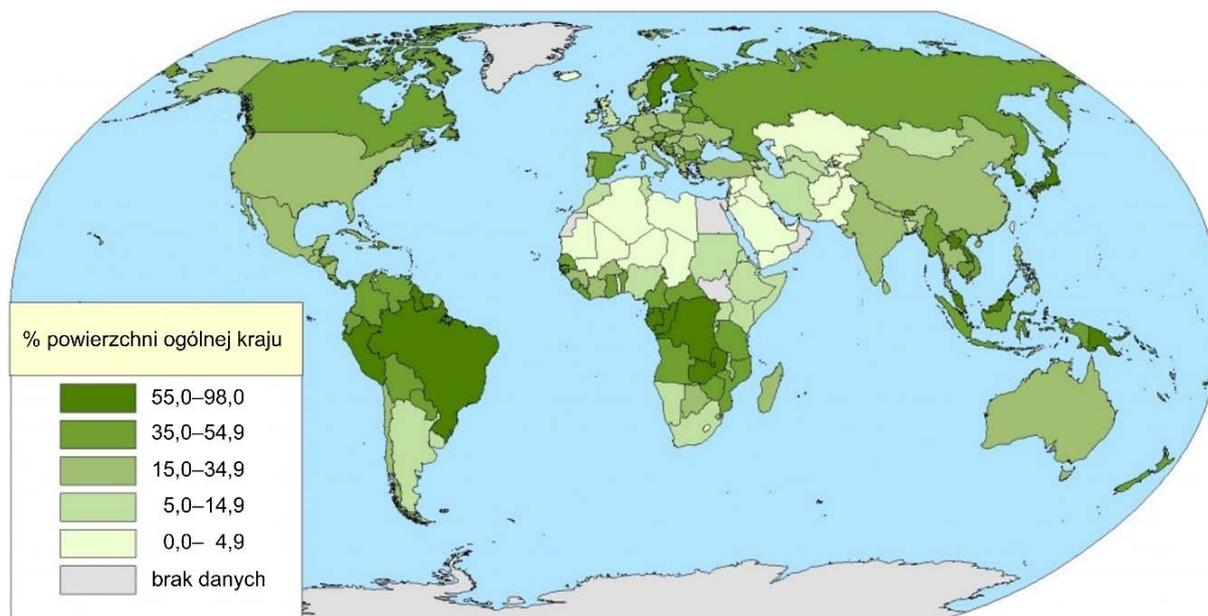 % powierzchni ogólnej kraju
55,0–98,0
35,0–54,9
15,0–34,9
5,0–14,9
0,0– 4,9
brak danych